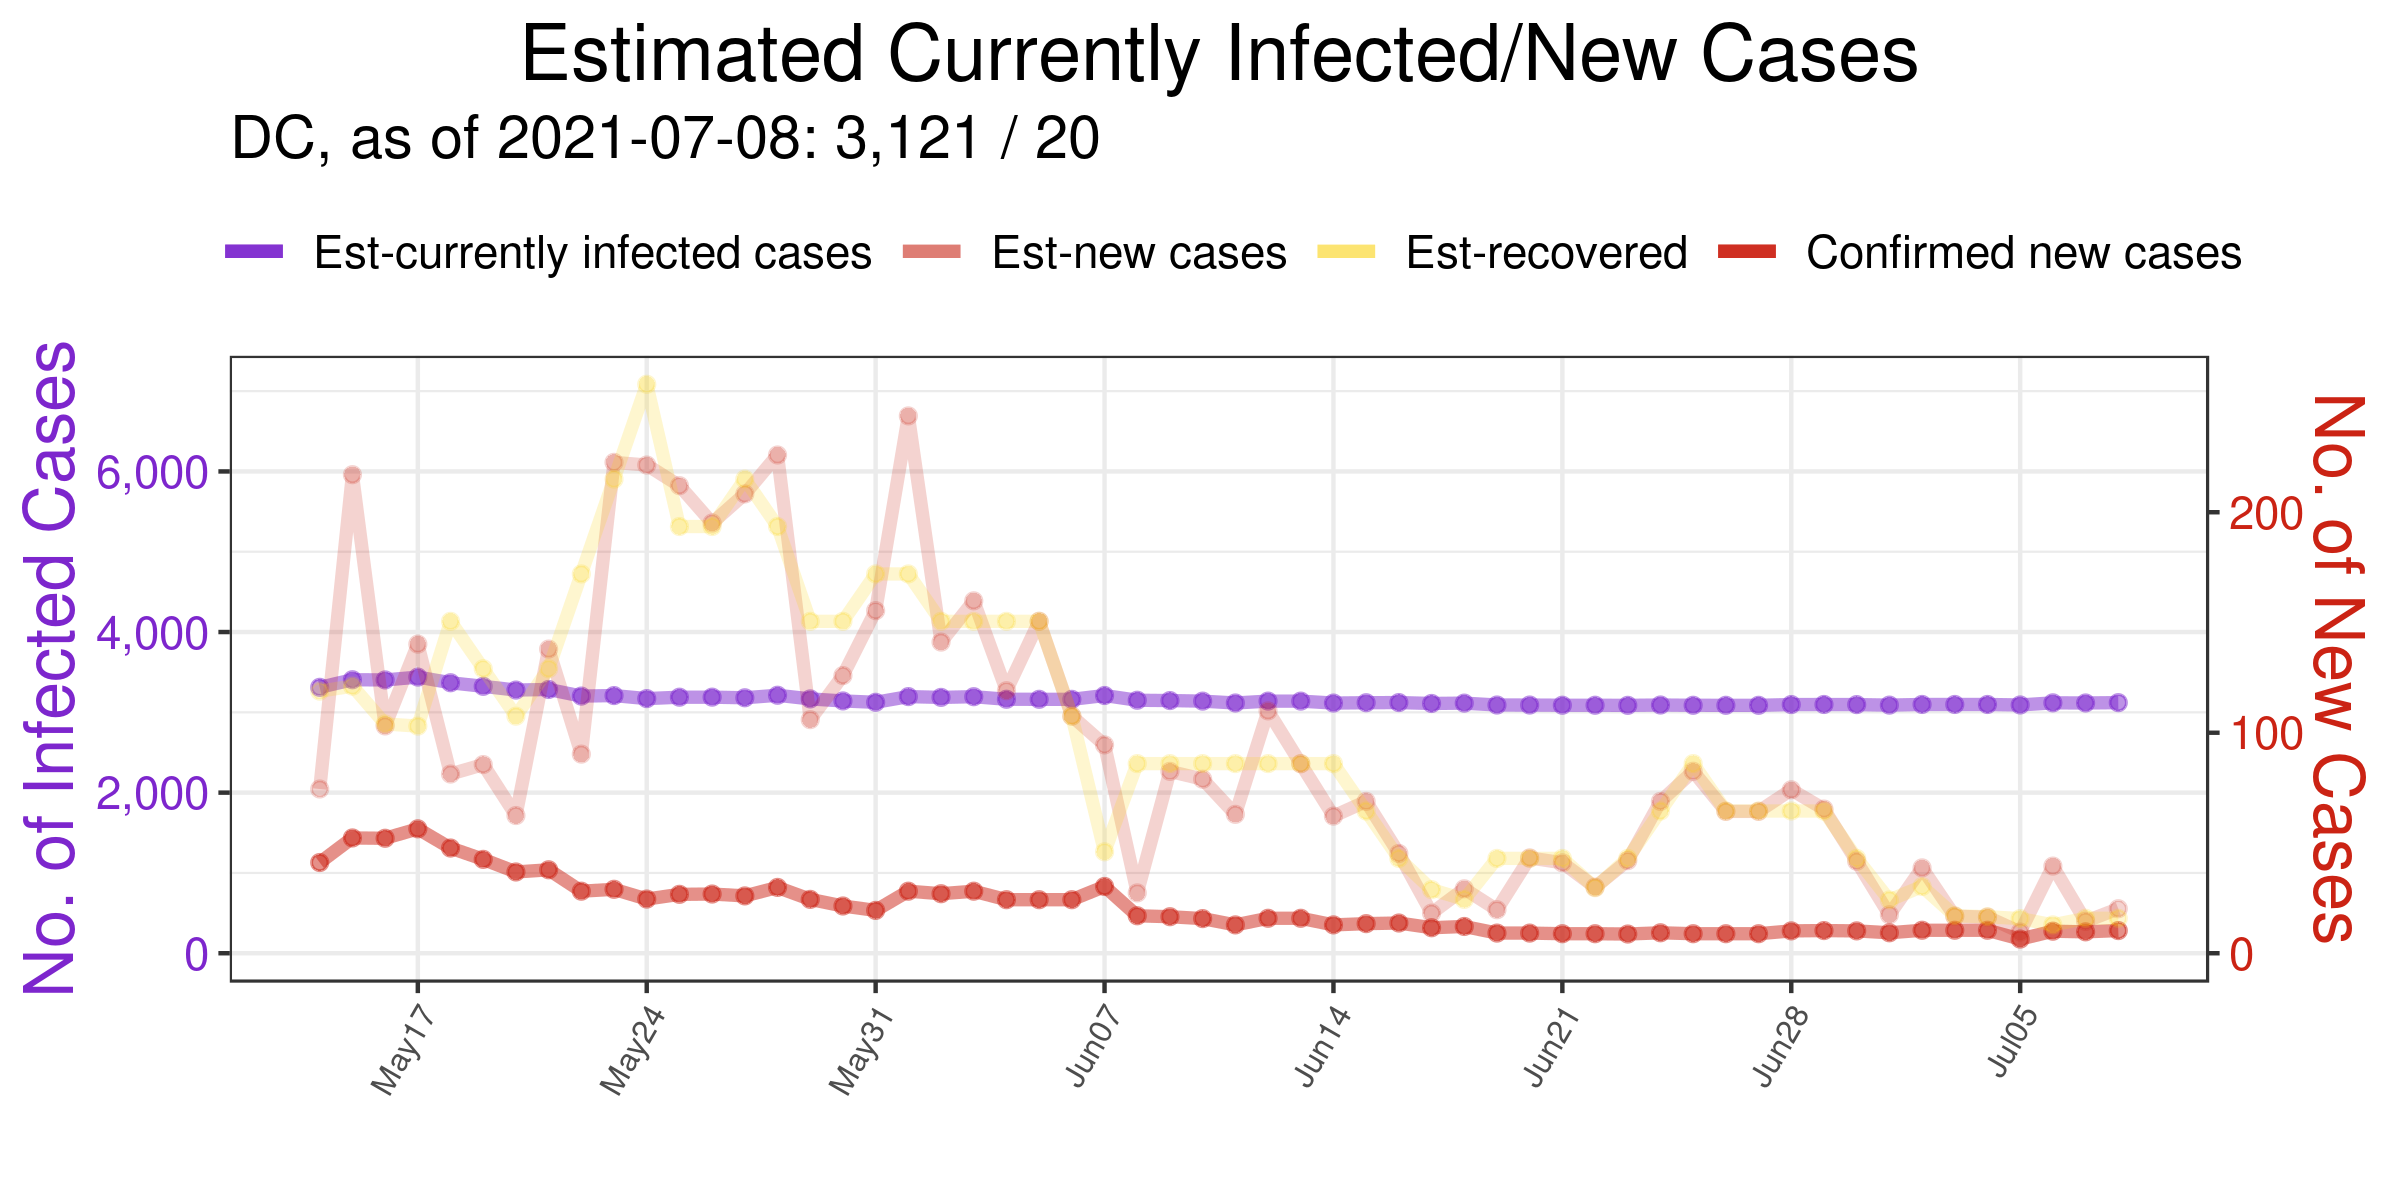 Estimated Currently Infected/New Cases
DC, as of 2021-07-08: 3,121 / 20
Est-currently infected cases Est-new cases Est-recovered Confirmed new cases
No. of Infected Cases
6,000
4,000
2,000
0
200
100
0
No. of New Cases
May17 May24 May31 Jun07 Jun14 Jun21 Jun28 Jul05